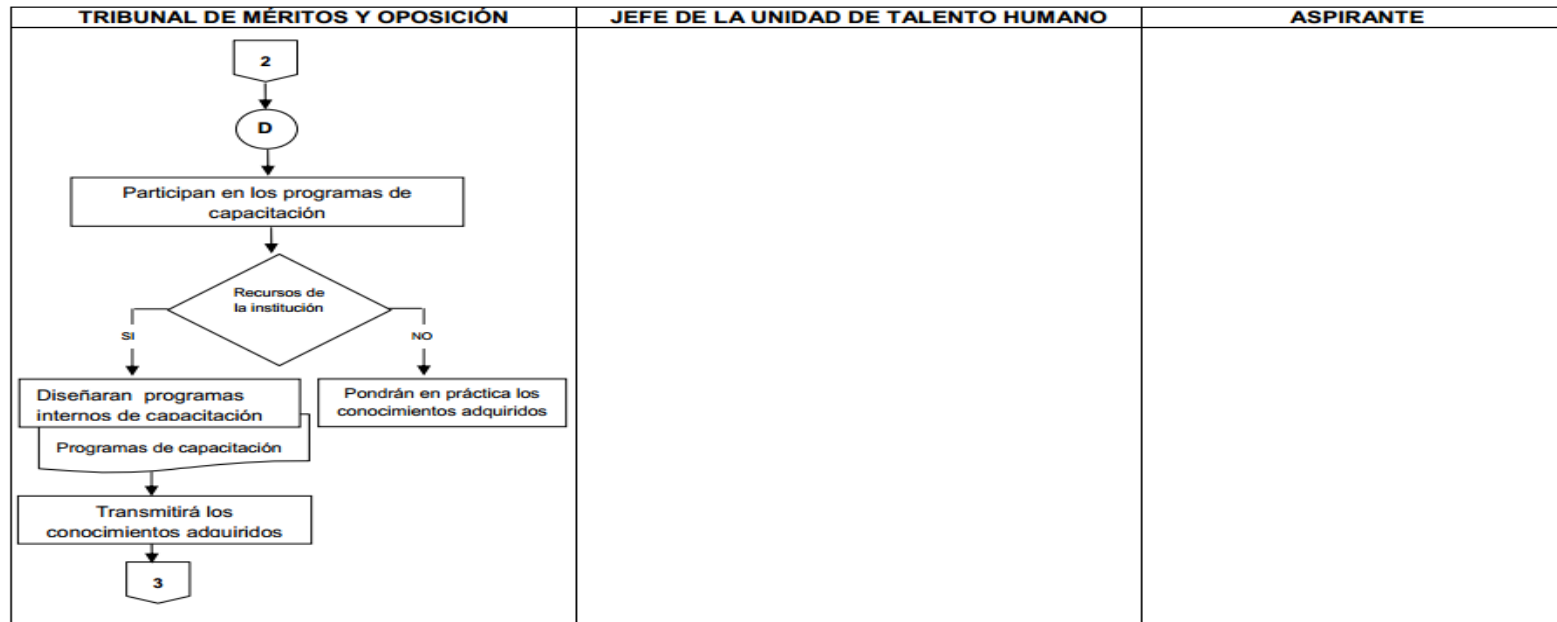 TRIBUNAL DE MÉRITOS Y OPOSICIÓN
JEFE DE LA UNIDAD DE TALENTO HUMANO
ASPIRANTE
2
D
Participan en los programas de
capacitación
Recursos de
la institución
SI
NO
Diseñaran programas
internos de capacitación
Pondrán en práctica los
conocimientos adquiridos
Programas de capacitación
Transmitirá los
conocimientos adquiridos
3